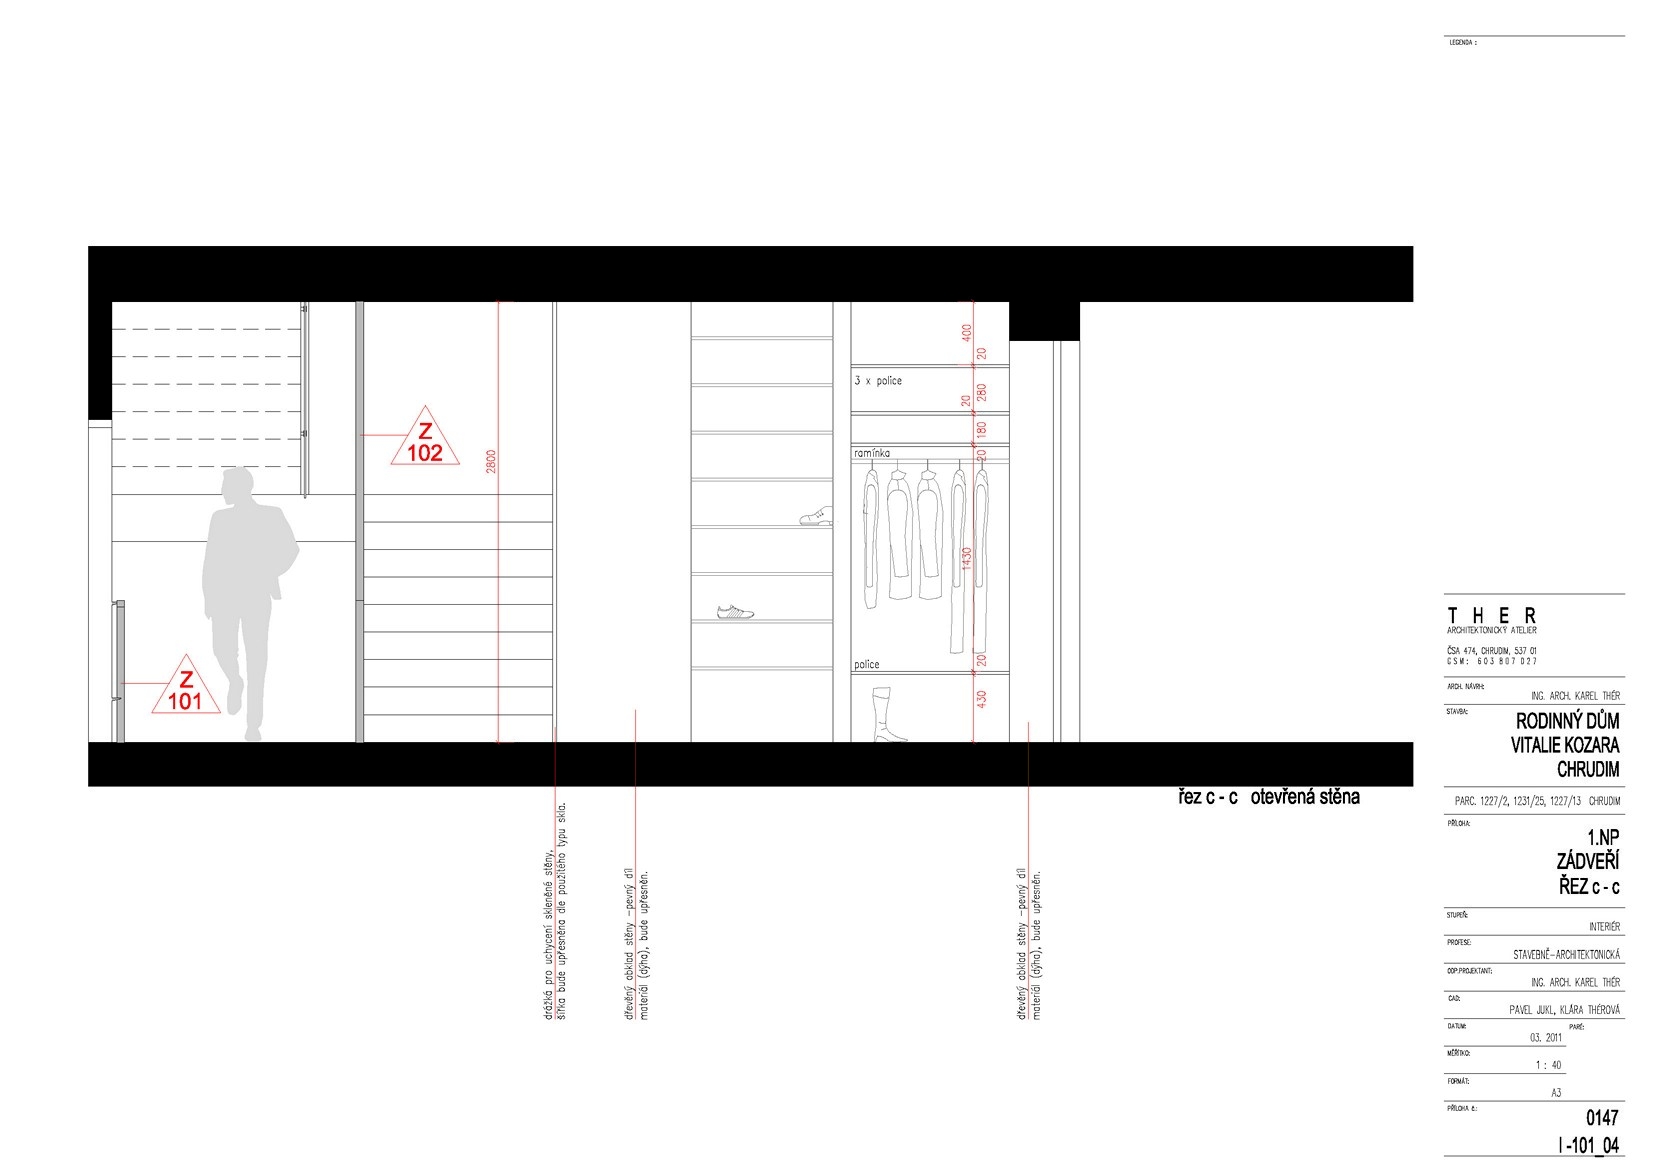 LEGENDA :
400
20
3 x police
280
20
180
ramínka
20
2800
1430
police
20
430
Z
102
Z
101
řez c - c   otevřená stěna
drážka pro uchycení skleněné stěny,
šířka bude upřesněna dle použitého typu skla.
dřevěný obklad stěny –pevný díl
materiál (dýha), bude upřesněn.
dřevěný obklad stěny –pevný díl
materiál (dýha), bude upřesněn.
T H E R
ARCHITEKTONICKÝ ATELIER
ČSA 474, CHRUDIM, 537 01
GSM: 603 807 027
ARCH. NÁVRH:
ING. ARCH. KAREL THÉR
STAVBA:
RODINNÝ DŮM
VITALIE KOZARA
CHRUDIM
PARC. 1227/2, 1231/25, 1227/13 CHRUDIM
PŘÍLOHA:
1.NP
ZÁDVEŘÍ
ŘEZ c - c
STUPEŇ:
INTERIÉR
PROFESE:
STAVEBNĚ–ARCHITEKTONICKÁ
ODP.PROJEKTANT:
ING. ARCH. KAREL THÉR
CAD:
PAVEL JUKL, KLÁRA THÉROVÁ
DATUM:
PARÉ:
03. 2011
MĚŘÍTKO:
1 : 40
FORMÁT:
A3
PŘÍLOHA č.:
0147
I -101_04